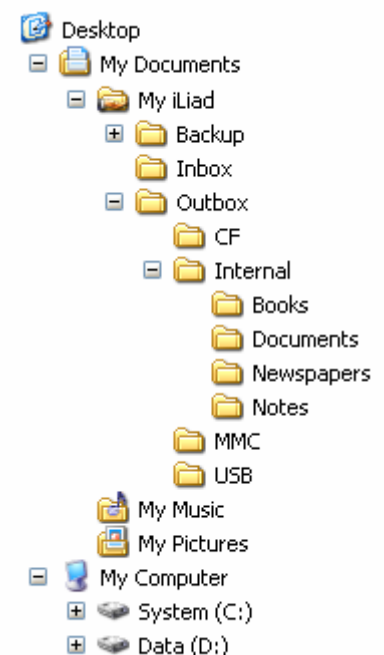 Desktop
My Documents
My iLiad
Backup
Inbox
Outbox
CF
Internal
Books
Documents
Newspapers
Notes
MMC
USB
My Music
My Pictures
My Computer
System (C:)
Data (D:)